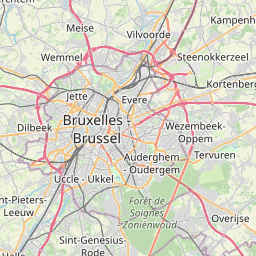 Kampenh
Meise
Vilvoorde
Wemmel
Steenokkerzeel
Jette
Evere
Kortenberg
Bruxelles -
Brussel
Dilbeek
Wezembeek-
Oppem
Auderghem
- Oudergem
Tervuren
Uccle - Ukkel
nt-Pieters-
Leeuw
Forêt de
Soignes
Zoniënwoud
Overijse
Sint-Genesius-
Rode